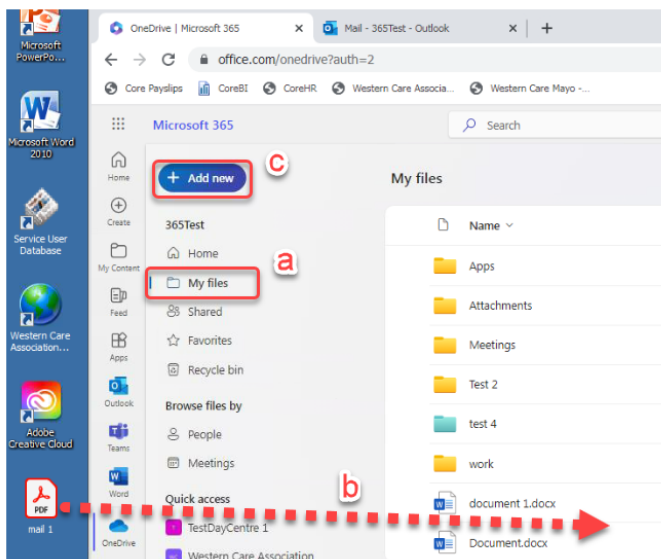 Microsoft
PowerPo...
Microsoft Word
2010
Service User
Database
Western Care
Association...
Adobe
Creative Cloud
PDF
mail 1
OneDrive | Microsoft 365
Mail - 365Test - Outlook
office.com/onedrive?auth=2
Core Payslips
CoreBI
CoreHR
Western Care Associa...
Western Care Mayo -...
Microsoft 365
Search
Home
Create
My Content
Feed
Apps
Outlook
Teams
Word
OneDrive
+ Add new
c
365Test
Home
a
My files
Shared
Favorites
Recycle bin
Browse files by
People
Meetings
Quick access
b
TestDayCentre 1
Western Care Association
My files
Name
Apps
Attachments
Meetings
Test 2
test 4
work
document 1.docx
Document.docx